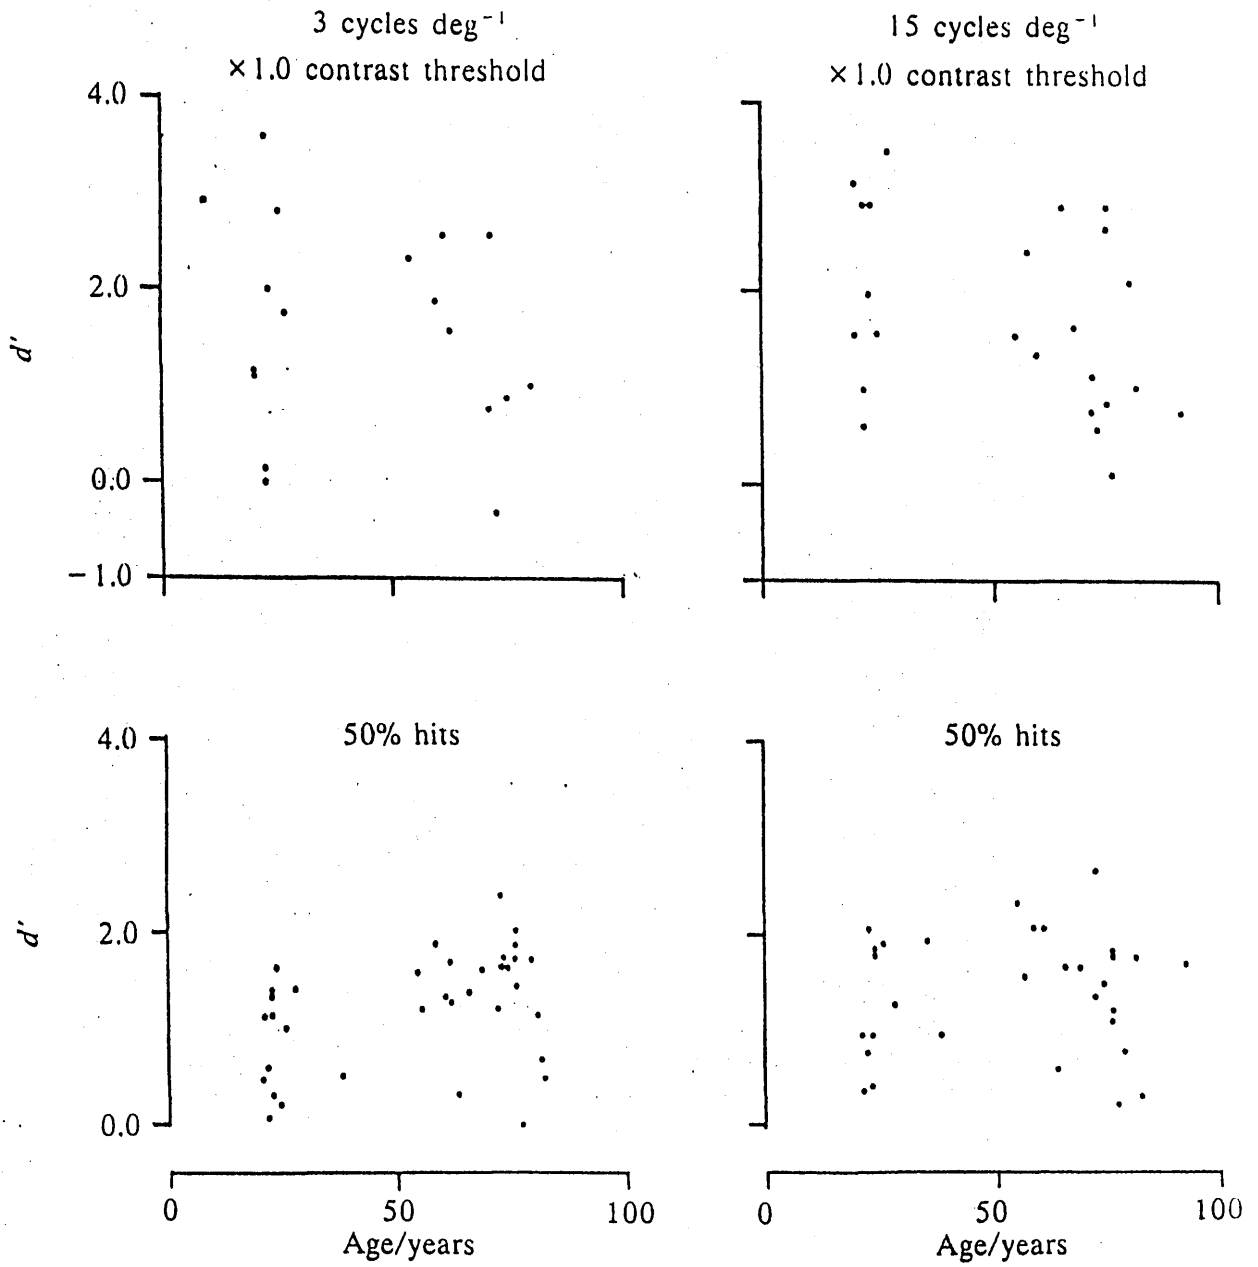 3 cycles deg⁻¹
×1.0 contrast threshold
15 cycles deg⁻¹
×1.0 contrast threshold
4.0
2.0
0.0
−1.0
d′
50% hits
50% hits
4.0
2.0
0.0
d′
0 50 100
Age/years
0 50 100
Age/years